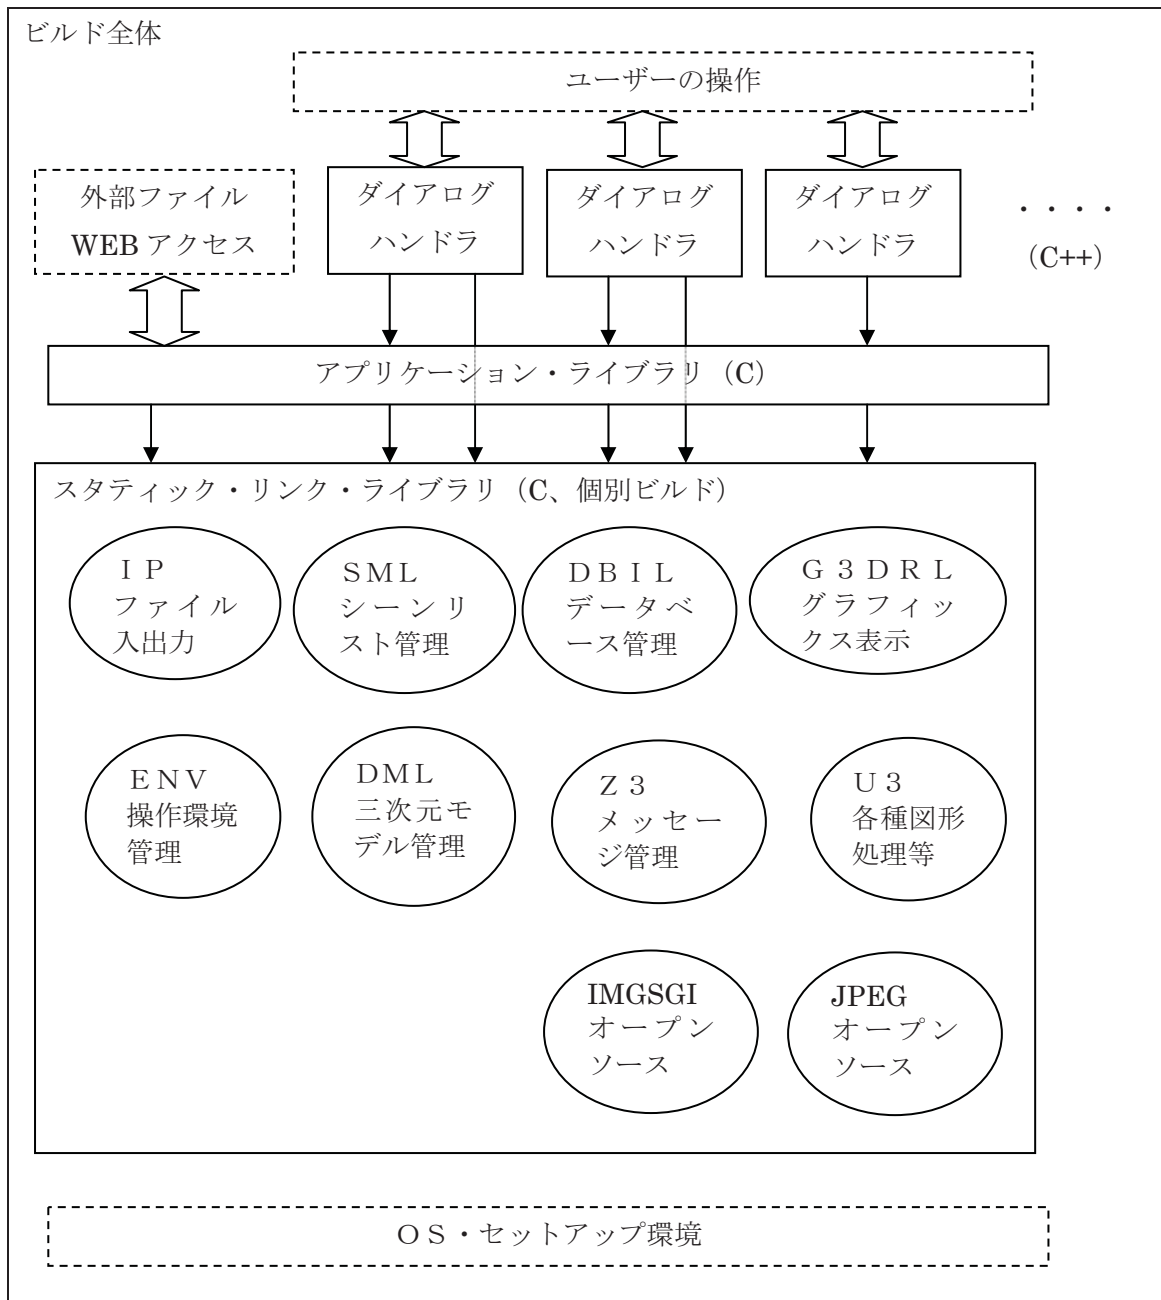 ビルド全体
ユーザーの操作
外部ファイル
WEB アクセス
ダイアログ
ハンドラ
ダイアログ
ハンドラ
ダイアログ
ハンドラ
・・・・
(C++)
アプリケーション・ライブラリ(C)
スタティック・リンク・ライブラリ(C、個別ビルド)
IP
ファイル
入出力
SML
シーンリ
スト管理
DBIL
データベ
ース管理
G3DRL
グラフィッ
クス表示
ENV
操作環境
管理
DML
三次元モ
デル管理
Z3
メッセー
ジ管理
U3
各種図形
処理等
IMGSGI
オープン
ソース
JPEG
オープン
ソース
OS・セットアップ環境